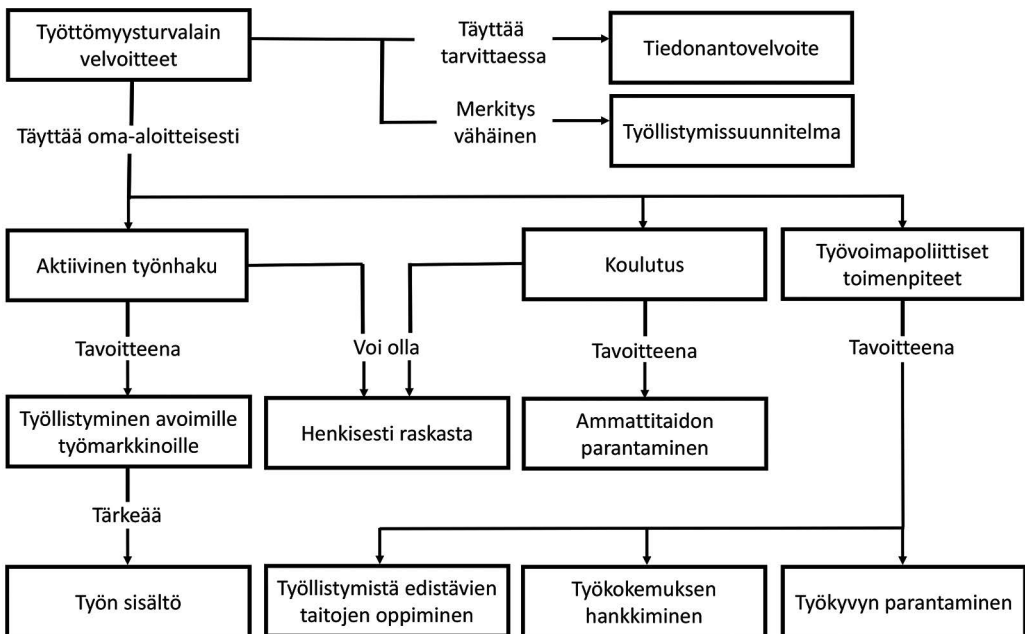 Työttömyysturvalain
velvoitteet
Täyttää
tarvittaessa
Tiedonantovelvoite
Merkitys
vähäinen
Työllistymissuunnitelma
Täyttää oma-aloitteisesti
Aktiivinen työnhaku
Koulutus
Työvoimapoliittiset
toimenpiteet
Tavoitteena
Voi olla
Tavoitteena
Tavoitteena
Työllistyminen avoimille
työmarkkinoille
Henkisesti raskasta
Ammattitaidon
parantaminen
Tärkeää
Työn sisältö
Työllistymistä edistävien
taitojen oppiminen
Työkokemuksen
hankkiminen
Työkyvyn parantaminen